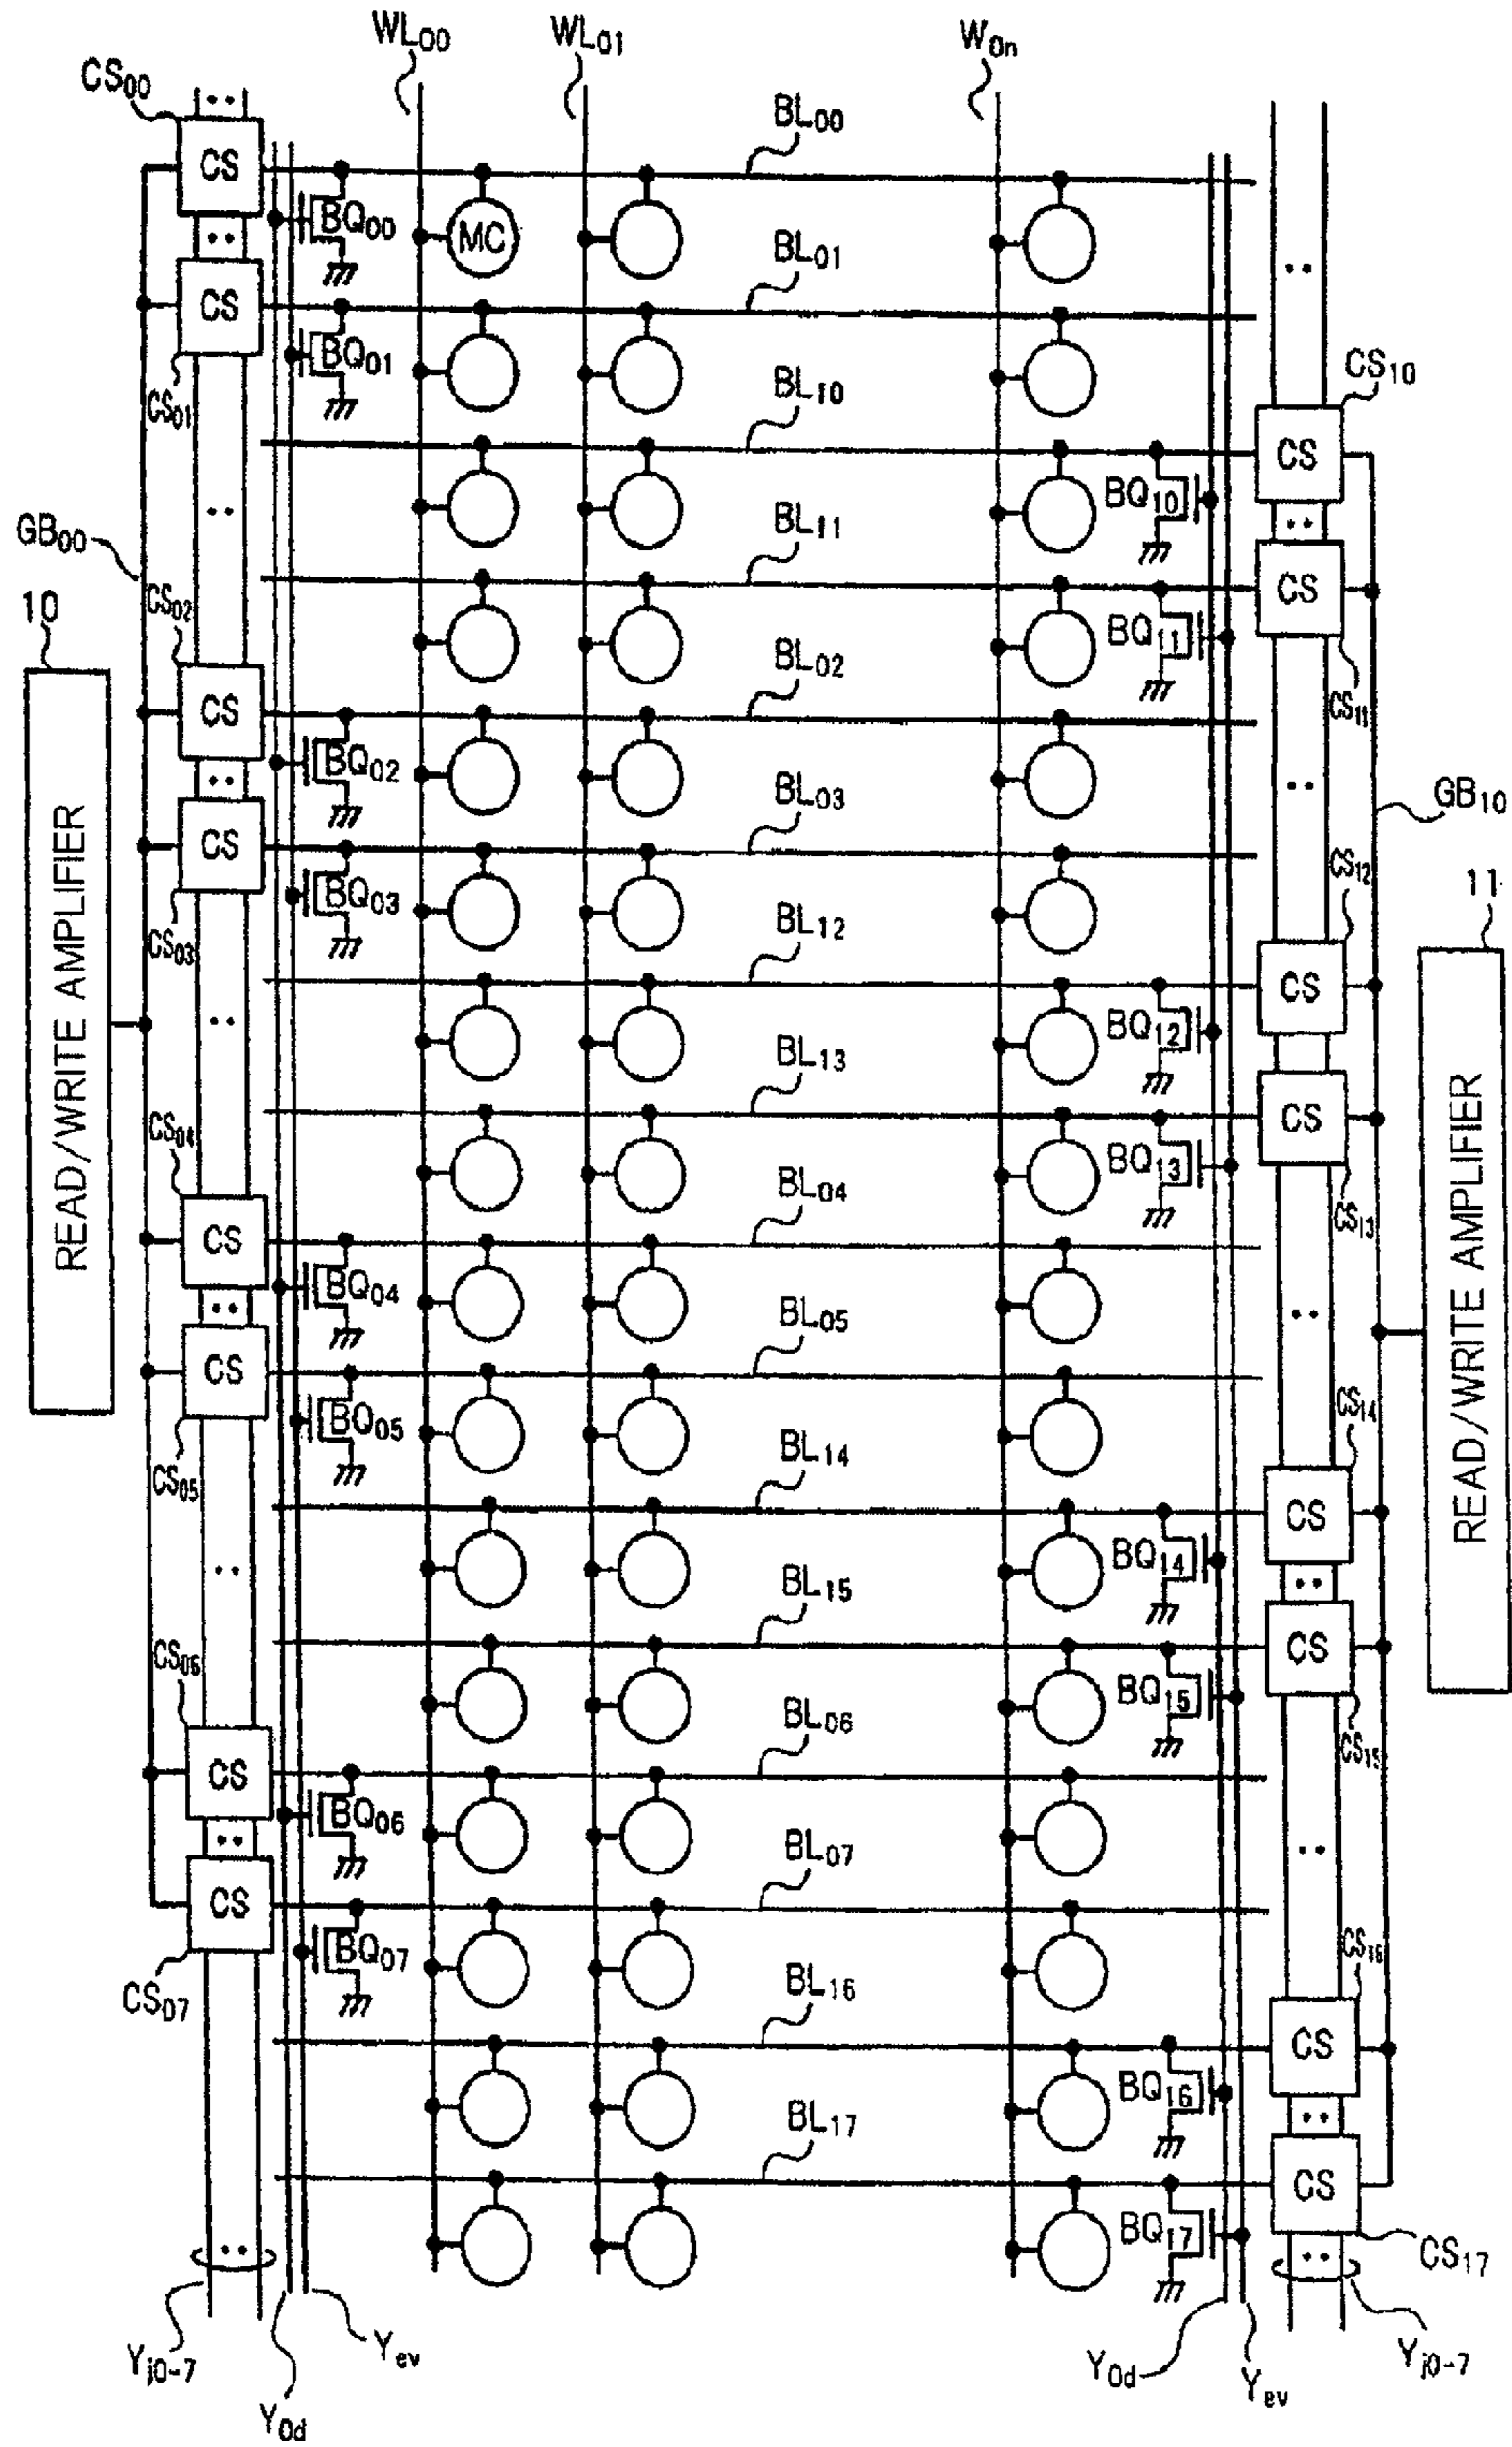 WL00 WL01 W0n
CS00 BL00
CS
BQ00 MC
BL01
CS
BQ01
CS01 BL10 CS10
CS
BQ10
GB00 BL11
CS
BQ11
10 CS02 BL02 CS11
CS
BQ02
BL03 GB10
CS
BQ03 CS12
CS03 BL12 11
CS
BQ12
BL13
CS
BQ13
CS04 BL04 CS13
CS
BQ04
BL05
CS
BQ05 CS14
CS05 BL14
CS
BQ14
BL15
CS
BQ15
CS06 BL06 CS15
CS
BQ06
BL07
CS
BQ07 CS16
CS07 BL16
CS
BQ16
BL17
CS
BQ17 CS17
READ/WRITE AMPLIFIER
READ/WRITE AMPLIFIER
Yj0-7 Y0d Yev
Y0d Yev Yj0-7